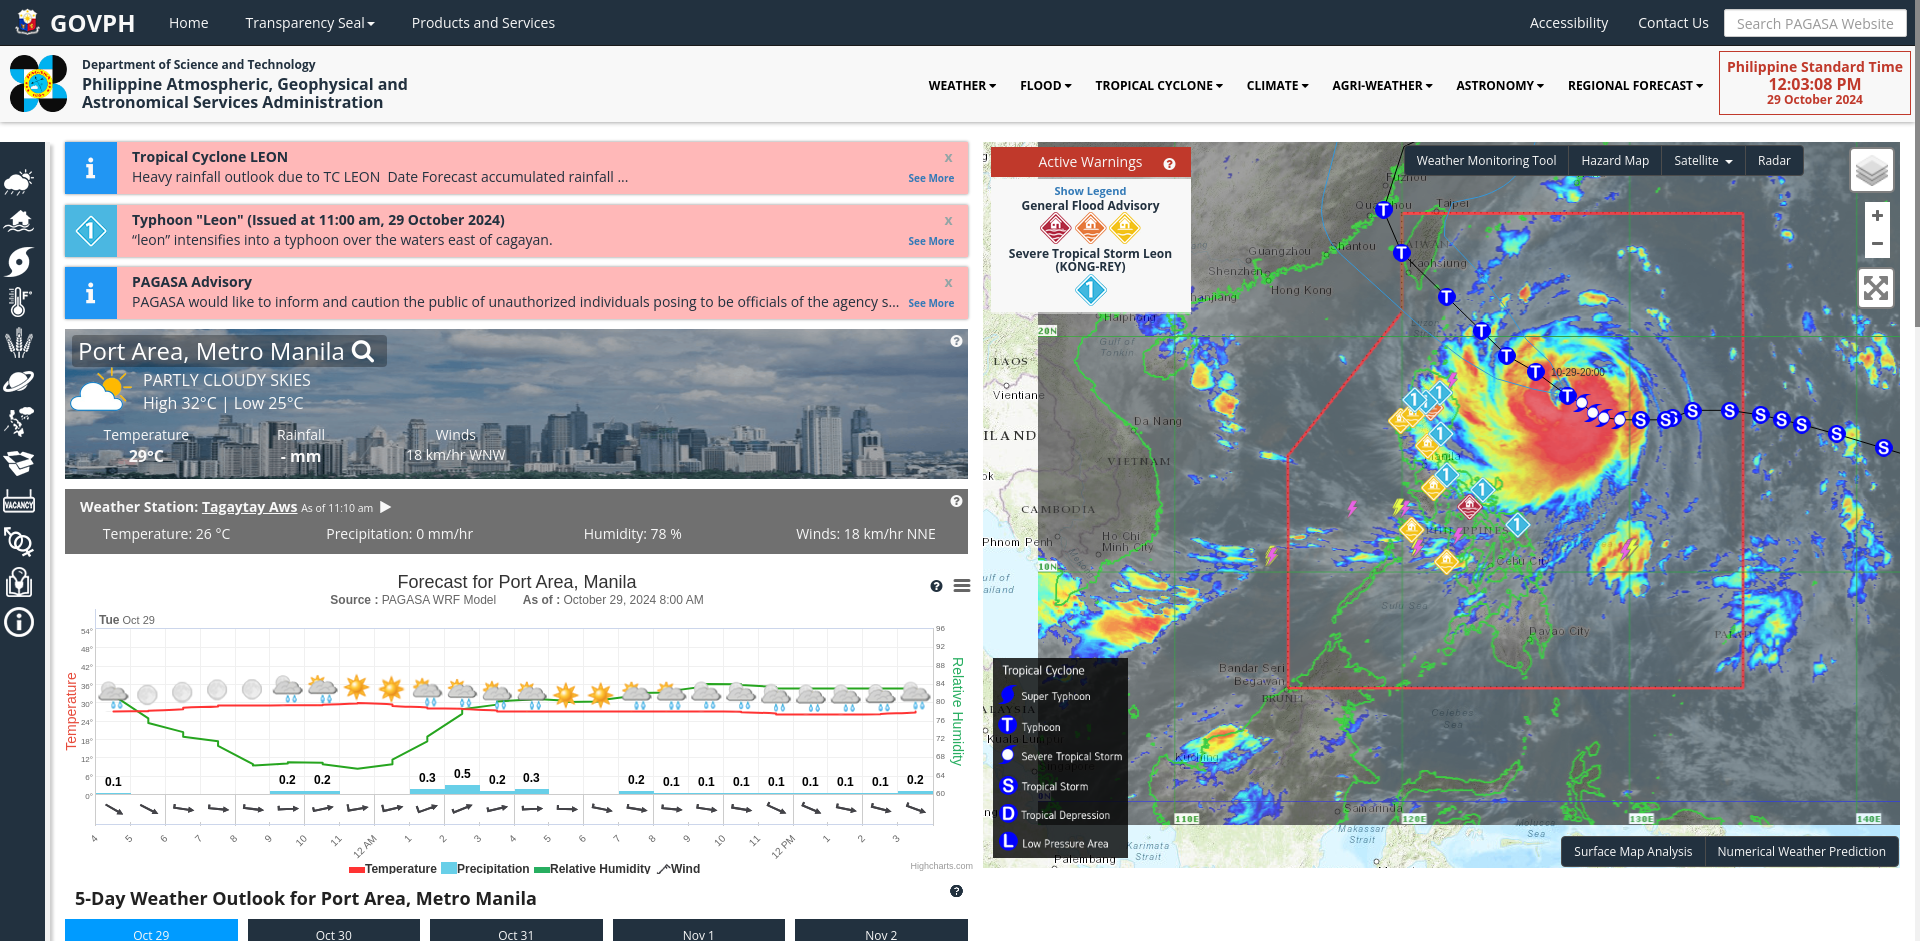 GOVPH
Home
Transparency Seal
Products and Services
Accessibility
Contact Us
Search PAGASA Website
Department of Science and Technology
Philippine Atmospheric, Geophysical and
Astronomical Services Administration
WEATHER
FLOOD
TROPICAL CYCLONE
CLIMATE
AGRI-WEATHER
ASTRONOMY
REGIONAL FORECAST
Philippine Standard Time
12:03:08 PM
29 October 2024
Tropical Cyclone LEON
x
Heavy rainfall outlook due to TC LEON Date Forecast accumulated rainfall ...
See More
1
Typhoon "Leon" (Issued at 11:00 am, 29 October 2024)
x
“leon” intensifies into a typhoon over the waters east of cagayan.
See More
PAGASA Advisory
x
PAGASA would like to inform and caution the public of unauthorized individuals posing to be officials of the agency s...
See More
VACANCY
Port Area, Metro Manila
PARTLY CLOUDY SKIES
High 32°C | Low 25°C
Temperature
29°C
Rainfall
- mm
Winds
18 km/hr WNW
Weather Station: Tagaytay Aws As of 11:10 am
Temperature: 26 °C
Precipitation: 0 mm/hr
Humidity: 78 %
Winds: 18 km/hr NNE
Forecast for Port Area, Manila
Source : PAGASA WRF Model As of : October 29, 2024 8:00 AM
Tue Oct 29
54°
48°
42°
36°
30°
24°
18°
12°
6°
0°
Temperature
96
92
88
84
80
76
72
68
64
60
Relative Humidity
0.1
0.2
0.2
0.3
0.5
0.2
0.3
0.2
0.1
0.1
0.1
0.1
0.1
0.1
0.1
0.2
4
5
6
7
8
9
10
11
12 AM
1
2
3
4
5
6
7
8
9
10
11
12 PM
1
2
3
Temperature
Precipitation
Relative Humidity
Wind
Highcharts.com
5-Day Weather Outlook for Port Area, Metro Manila
Oct 29
Oct 30
Oct 31
Nov 1
Nov 2
Active Warnings
Show Legend
General Flood Advisory
Severe Tropical Storm Leon
(KONG-REY)
1
Weather Monitoring Tool
Hazard Map
Satellite
Radar
+
−
Taipei
Guangzhou
Shantou
Shenzhen
Kaohsiung
Hong Kong
Haiphong
Gulf of
Tonkin
20N
LAOS
Vientiane
10-29-20:00
Da Nang
VIETNAM
CAMBODIA
Ho Chi
Minh City
Phnom Penh
10N
Cebu City
Sulu Sea
Davao City
Bandar Seri
Begawan
BRUNEI
Celebes
Sea
Kuching
Samarinda
110E
120E
130E
140E
Makassar
Strait
Karimata
Strait
Palembang
Tropical Cyclone
Super Typhoon
T Typhoon
Severe Tropical Storm
S Tropical Storm
D Tropical Depression
L Low Pressure Area
Surface Map Analysis
Numerical Weather Prediction